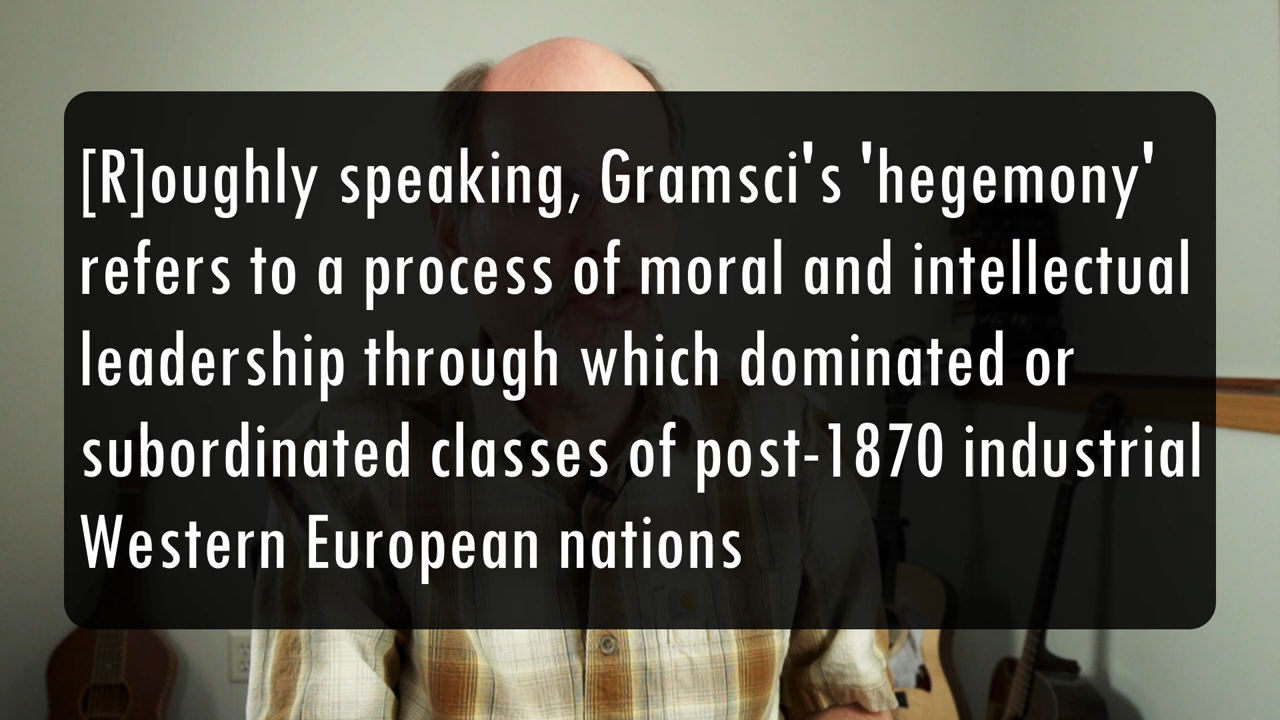 [R]oughly speaking, Gramsci's 'hegemony'
refers to a process of moral and intellectual
leadership through which dominated or
subordinated classes of post-1870 industrial
Western European nations